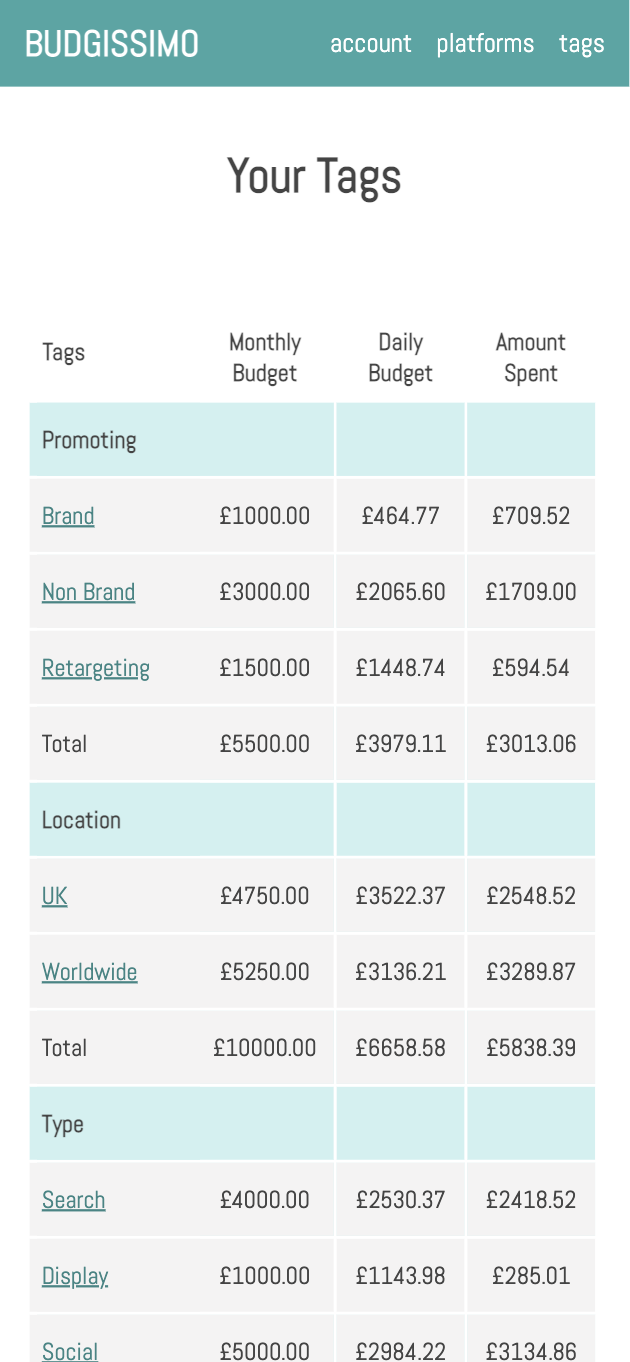 BUDGISSIMO account platforms tags
Your Tags
Tags Monthly Budget Daily Budget Amount Spent
Promoting
Brand £1000.00 £464.77 £709.52
Non Brand £3000.00 £2065.60 £1709.00
Retargeting £1500.00 £1448.74 £594.54
Total £5500.00 £3979.11 £3013.06
Location
UK £4750.00 £3522.37 £2548.52
Worldwide £5250.00 £3136.21 £3289.87
Total £10000.00 £6658.58 £5838.39
Type
Search £4000.00 £2530.37 £2418.52
Display £1000.00 £1143.98 £285.01
Social £5000.00 £2984.22 £3134.86